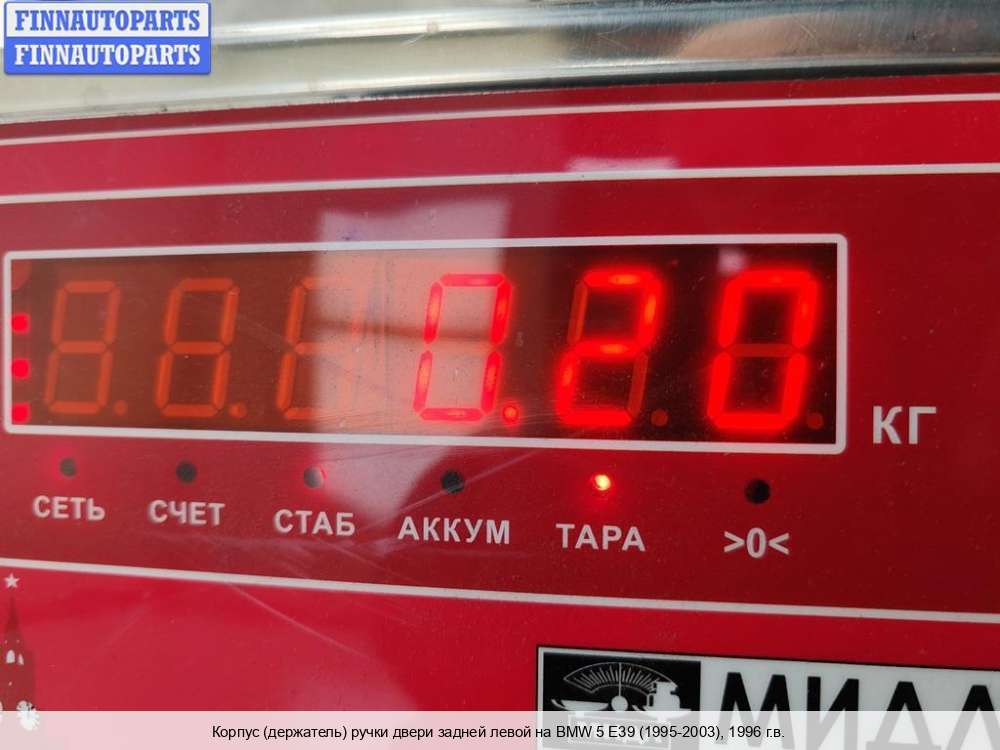 FINNAUTOPARTS
FINNAUTOPARTS
0.20
КГ
СЕТЬ СЧЕТ СТАБ АККУМ ТАРА >0<
МИДЛ
Корпус (держатель) ручки двери задней левой на BMW 5 E39 (1995-2003), 1996 г.в.